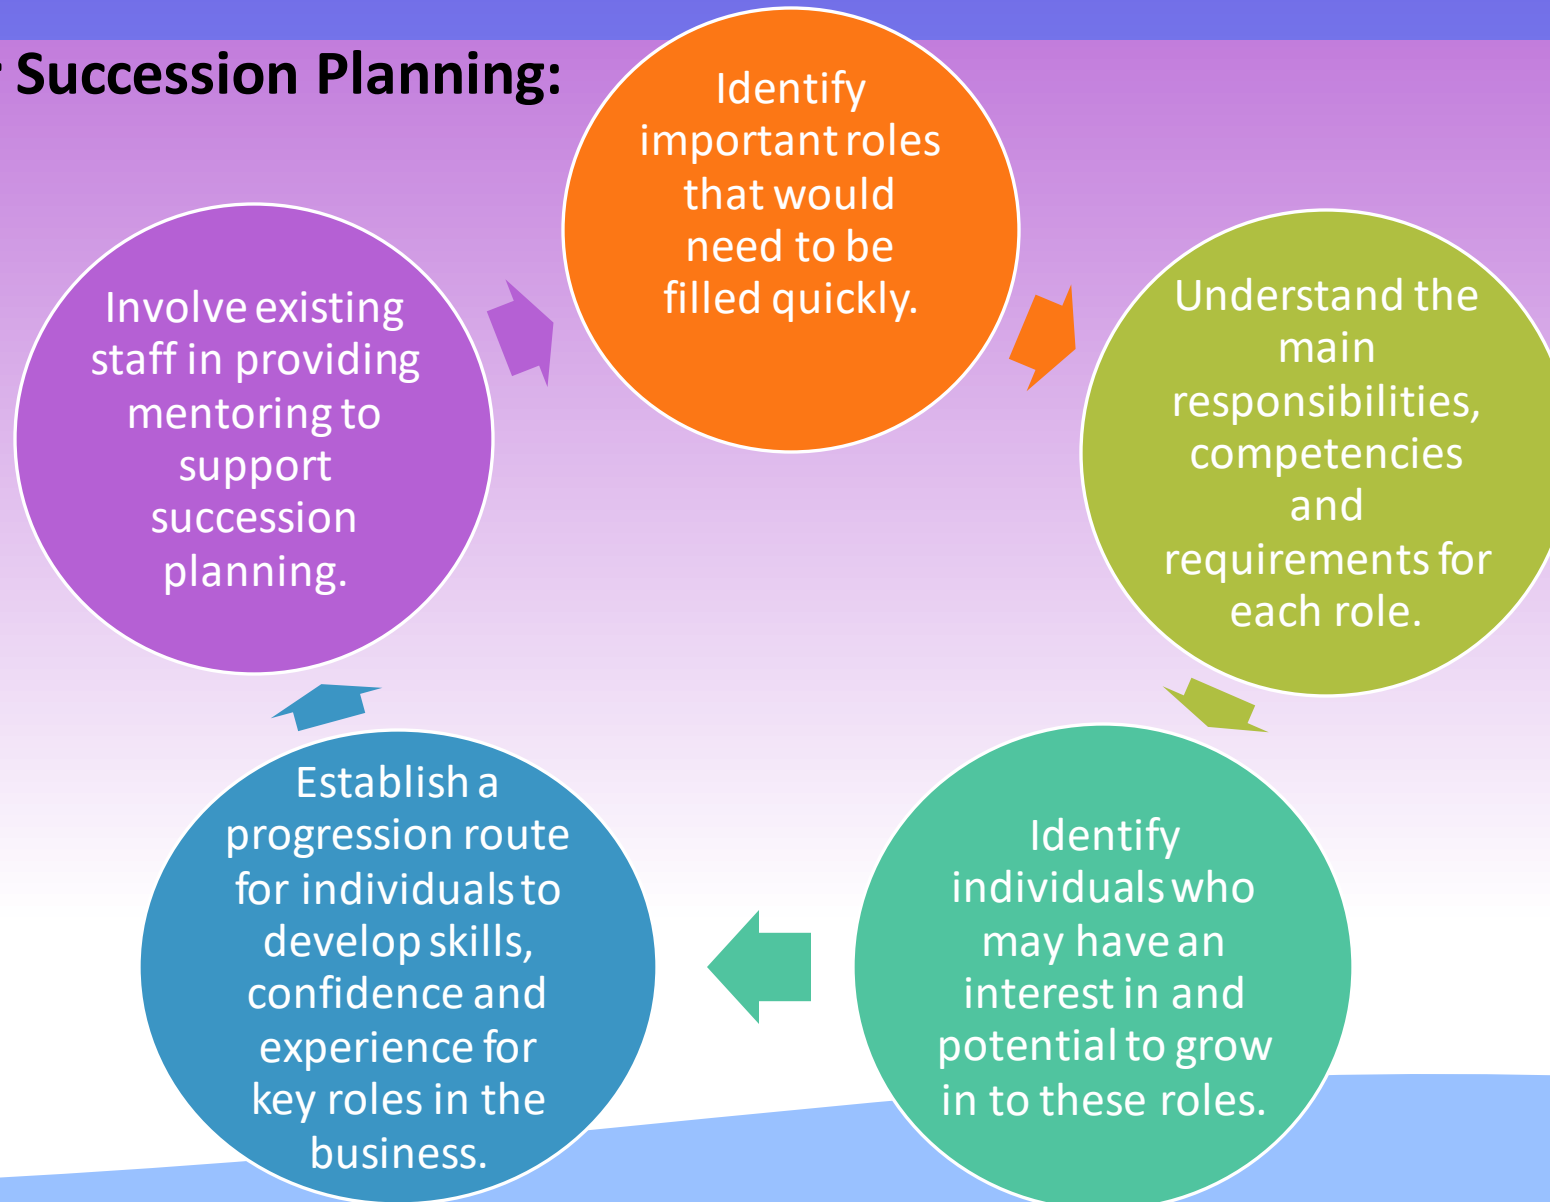 Succession Planning:
Identify
important roles
that would
need to be
filled quickly.
Understand the
main
responsibilities,
competencies
and
requirements for
each role.
Identify
individuals who
may have an
interest in and
potential to grow
in to these roles.
Establish a
progression route
for individuals to
develop skills,
confidence and
experience for
key roles in the
business.
Involve existing
staff in providing
mentoring to
support
succession
planning.